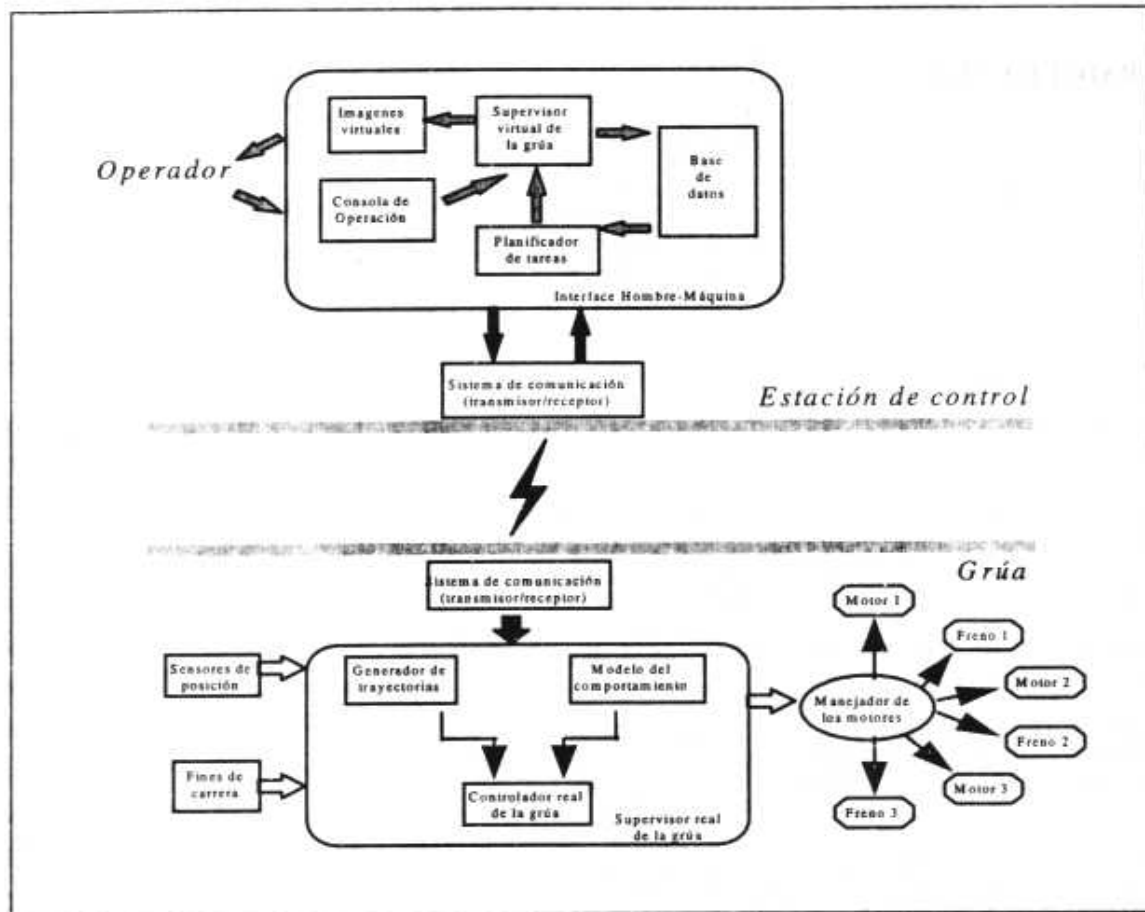 Imagenes
virtuales
Supervisor
virtual de
la grúa
Base
de
datos
Operador
Consola de
Operación
Planificador
de tareas
Interface Hombre-Máquina
Sistema de comunicación
(transmisor/receptor)
Estación de control
Sistema de comunicación
(transmisor/receptor)
Grúa
Motor 1
Freno 1
Sensores de
posición
Generador de
trayectorias
Modelo del
comportamiento
Motor 2
Manejador de
los motores
Freno 2
Fines de
carrera
Controlador real
de la grúa
Motor 3
Freno 3
Supervisor real
de la grúa